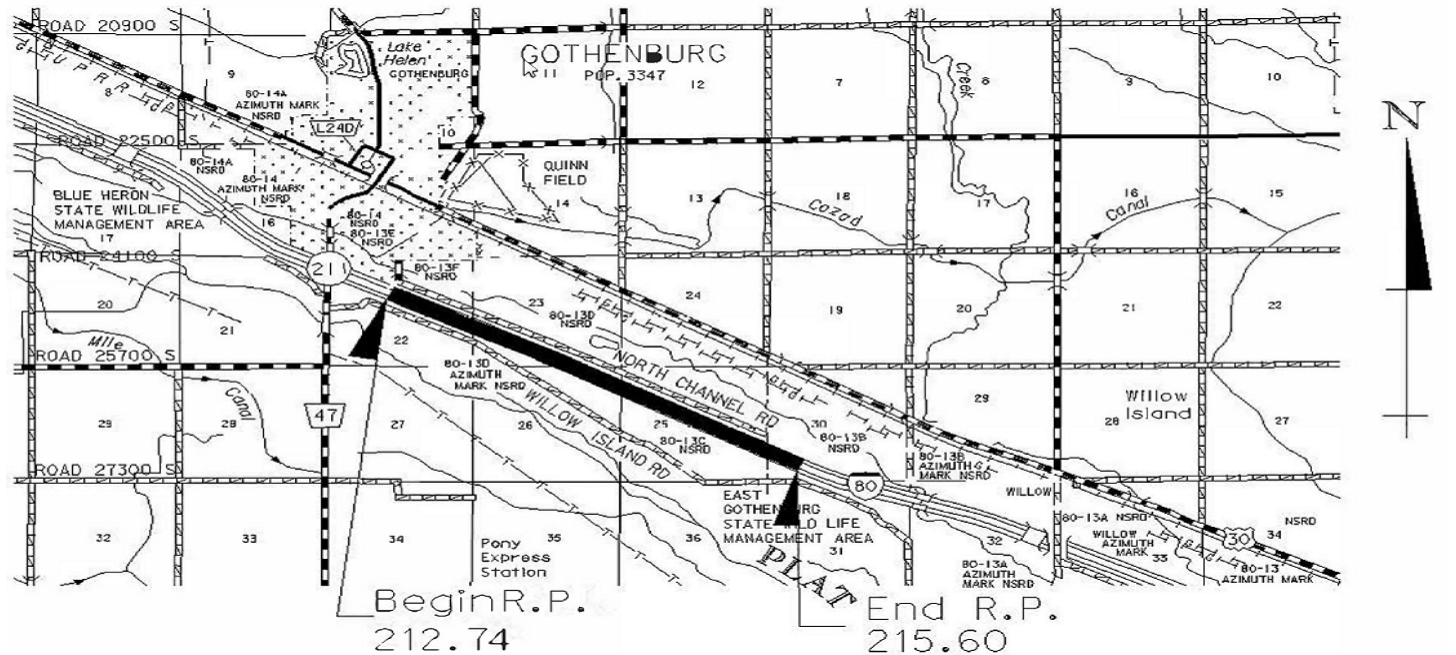 ROAD 20900 S
Lake
Helen
GOTHENBURG
GOTHENBURG
POP. 3347
11
12
7
8
9
10
9
8
U P R R
80-14A
AZIMUTH MARK
NSRD
L24D
10
Creek
ROAD 22500 S
80-14A
NSRD
80-14
AZIMUTH MARK
NSRD
QUINN
FIELD
14
13
18
17
16
15
Cozad
Canal
BLUE HERON
STATE WILDLIFE
MANAGEMENT AREA
17
16
80-14
NSRD
80-13E
NSRD
ROAD 24100 S
211
80-13F
NSRD
20
21
22
23
24
19
20
21
22
80-13D
NSRD
Mile
Canal
ROAD 25700 S
47
80-13D
AZIMUTH
MARK NSRD
NORTH CHANNEL RD
WILLOW ISLAND RD
29
28
27
26
25
30
29
28
27
Willow
Island
80-13C
NSRD
80-13B
NSRD
80-13B
AZIMUTH
MARK NSRD
ROAD 27300 S
80
WILLOW
EAST
GOTHENBURG
STATE WILD LIFE
MANAGEMENT AREA
32
33
34
35
36
31
32
33
34
Pony
Express
Station
PLAT
80-13A NSRD
WILLOW
AZIMUTH
MARK
80-13A
AZIMUTH
MARK NSRD
30
NSRD
80-13
AZIMUTH MARK
Begin R.P.
212.74
End R.P.
215.60
N